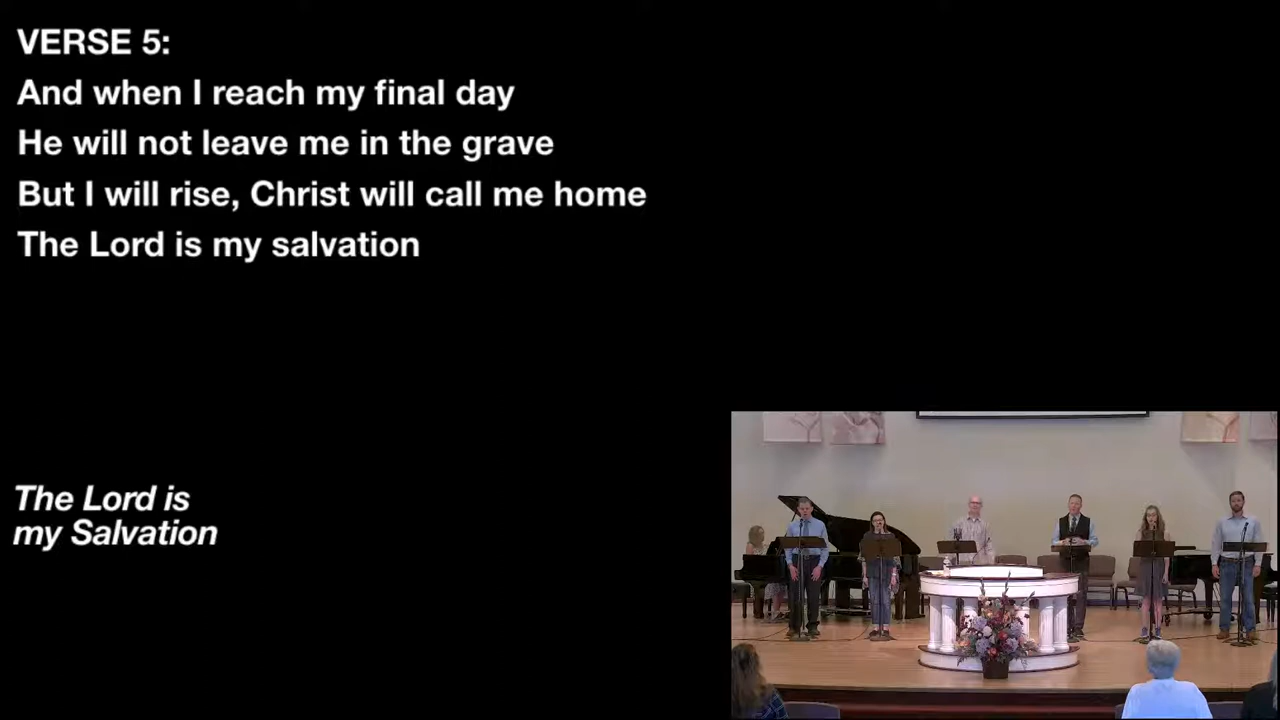 VERSE 5:
And when I reach my final day
He will not leave me in the grave
But I will rise, Christ will call me home
The Lord is my salvation
The Lord is
my Salvation